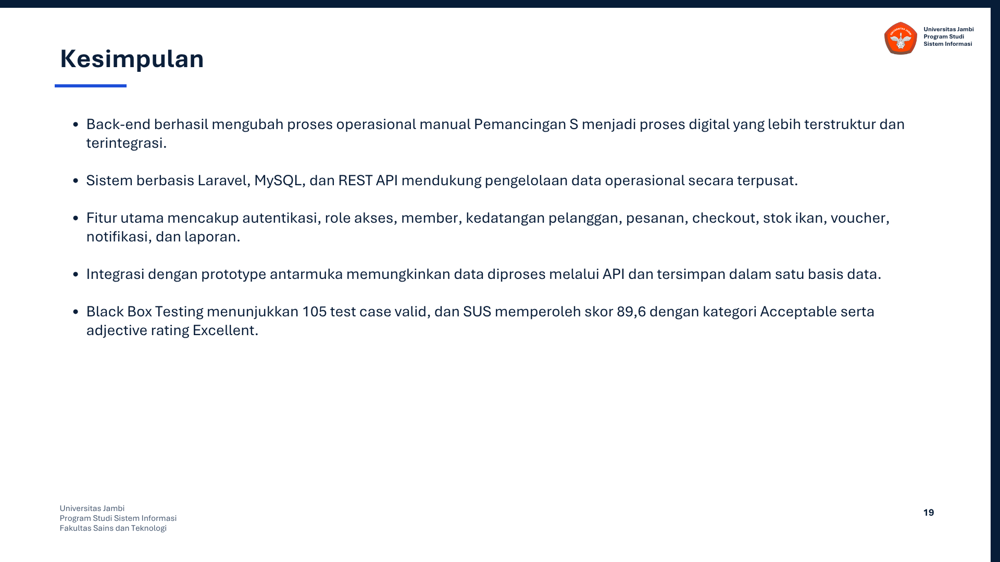 Universitas Jambi
Program Studi
Sistem Informasi
UNIVERSITAS JAMBI
Kesimpulan
• Back-end berhasil mengubah proses operasional manual Pemancingan S menjadi proses digital yang lebih terstruktur dan
terintegrasi.
• Sistem berbasis Laravel, MySQL, dan REST API mendukung pengelolaan data operasional secara terpusat.
• Fitur utama mencakup autentikasi, role akses, member, kedatangan pelanggan, pesanan, checkout, stok ikan, voucher,
notifikasi, dan laporan.
• Integrasi dengan prototype antarmuka memungkinkan data diproses melalui API dan tersimpan dalam satu basis data.
• Black Box Testing menunjukkan 105 test case valid, dan SUS memperoleh skor 89,6 dengan kategori Acceptable serta
adjective rating Excellent.
Universitas Jambi
Program Studi Sistem Informasi
Fakultas Sains dan Teknologi
19